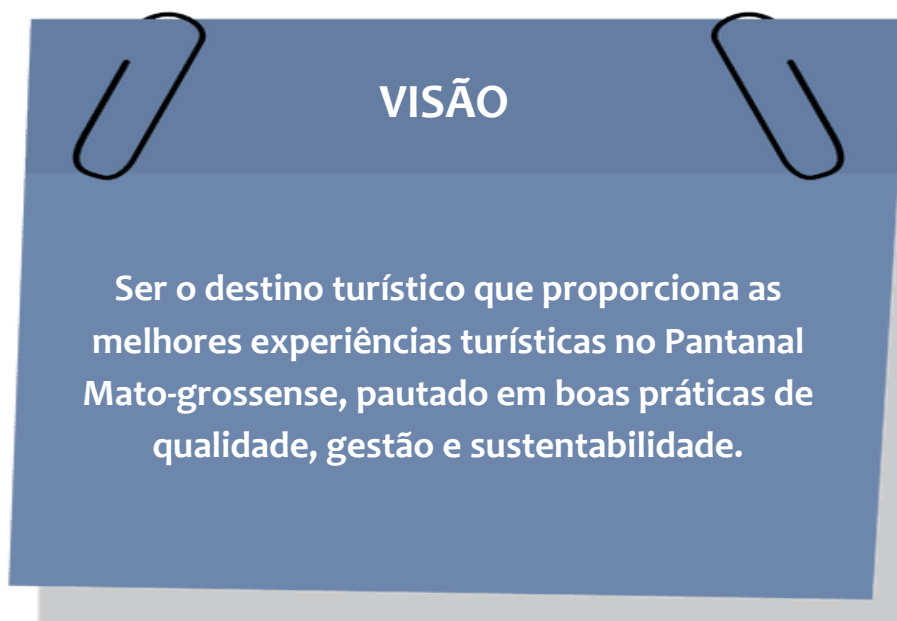 VISÃO
Ser o destino turístico que proporciona as
melhores experiências turísticas no Pantanal
Mato-grossense, pautado em boas práticas de
qualidade, gestão e sustentabilidade.